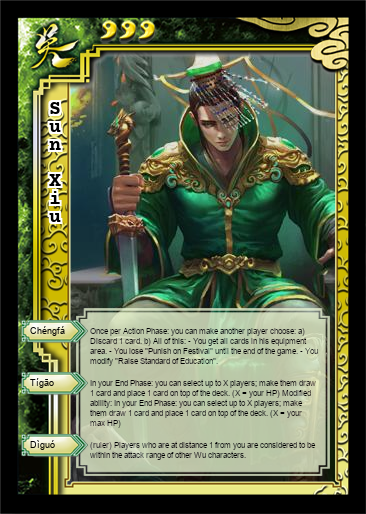 吴
Sun Xiu
Chéngfá
Once per Action Phase: you can make another player choose: a)
Discard 1 card. b) All of this: - You get all cards in his equipment
area. - You lose "Punish on Festival" until the end of the game. - You
modify "Raise Standard of Education".
Tígāo
In your End Phase: you can select up to X players; make them draw
1 card and place 1 card on top of the deck. (X = your HP) Modified
ability: In your End Phase: you can select up to X players; make
them draw 1 card and place 1 card on top of the deck. (X = your
max HP)
Dìguó
(ruler) Players who are at distance 1 from you are considered to be
within the attack range of other Wu characters.